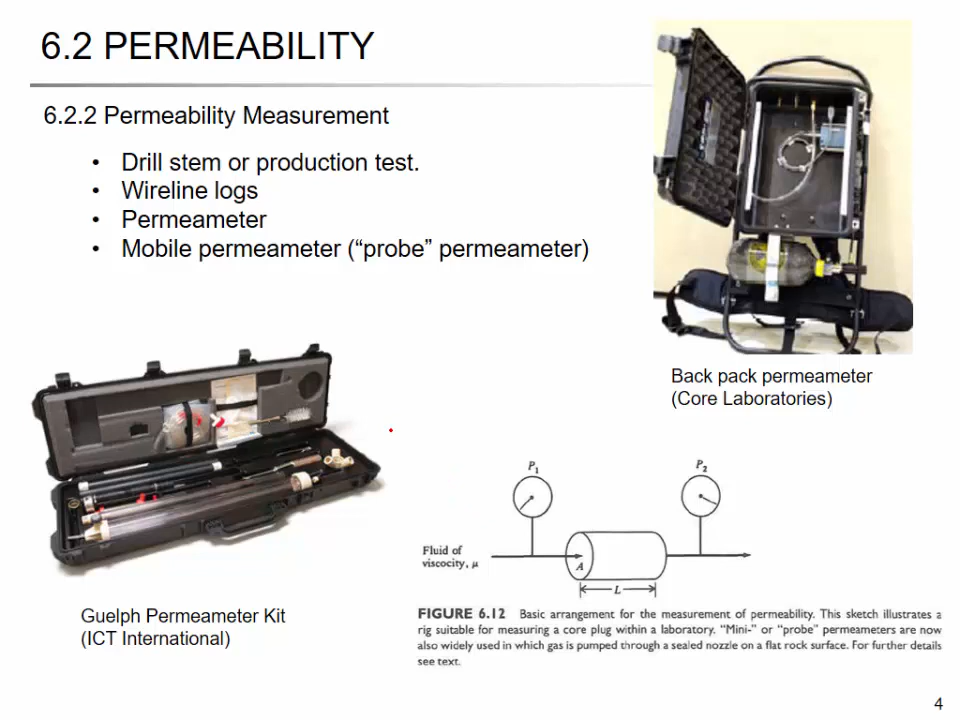 6.2 PERMEABILITY
6.2.2 Permeability Measurement
• Drill stem or production test.
• Wireline logs
• Permeameter
• Mobile permeameter (“probe” permeameter)
Back pack permeameter
(Core Laboratories)
P1
P2
Fluid of
viscocity, μ
A
L
FIGURE 6.12 Basic arrangement for the measurement of permeability. This sketch illustrates a
rig suitable for measuring a core plug within a laboratory. “Mini-” or “probe” permeameters are now
also widely used in which gas is pumped through a sealed nozzle on a flat rock surface. For further details
see text.
Guelph Permeameter Kit
(ICT International)
4